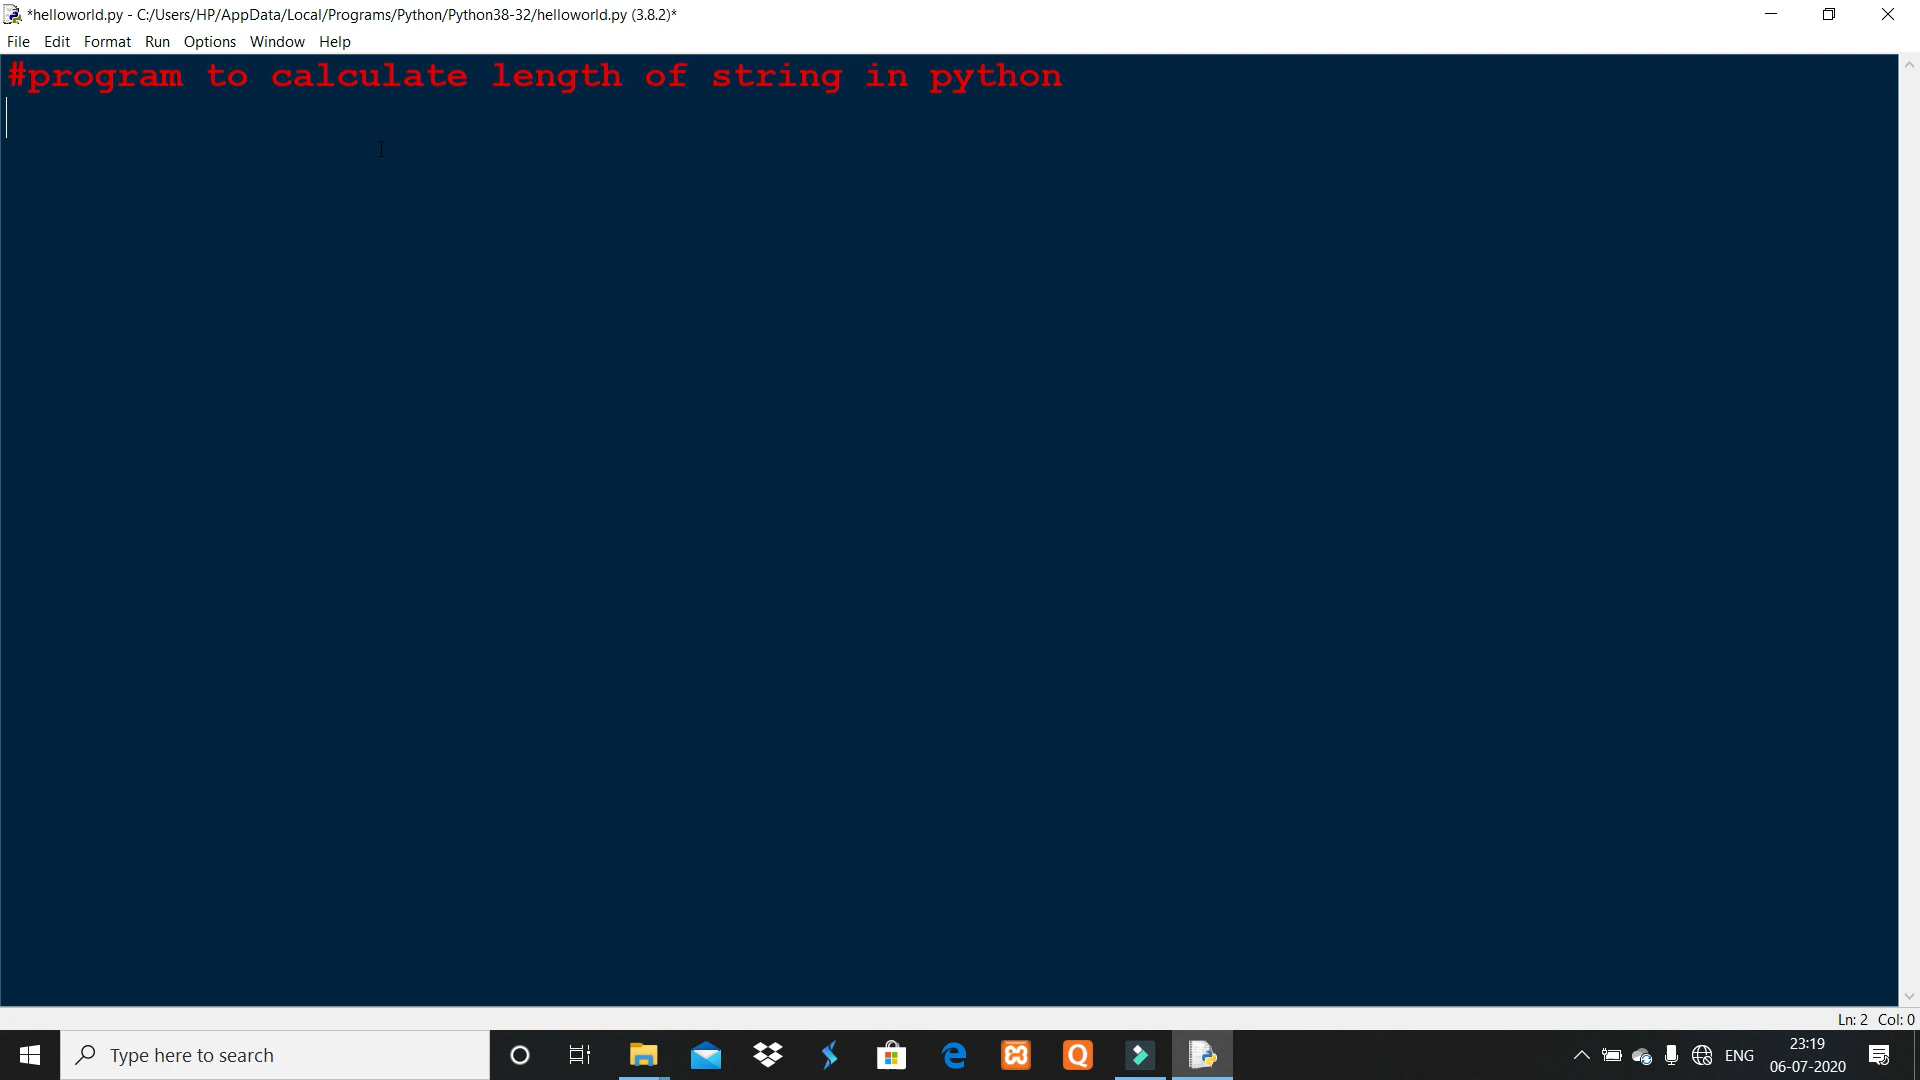 *helloworld.py - C:/Users/HP/AppData/Local/Programs/Python/Python38-32/helloworld.py (3.8.2)*
File Edit Format Run Options Window Help
#program to calculate length of string in python
Ln: 2 Col: 0
Type here to search
Q
ENG
23:19
06-07-2020